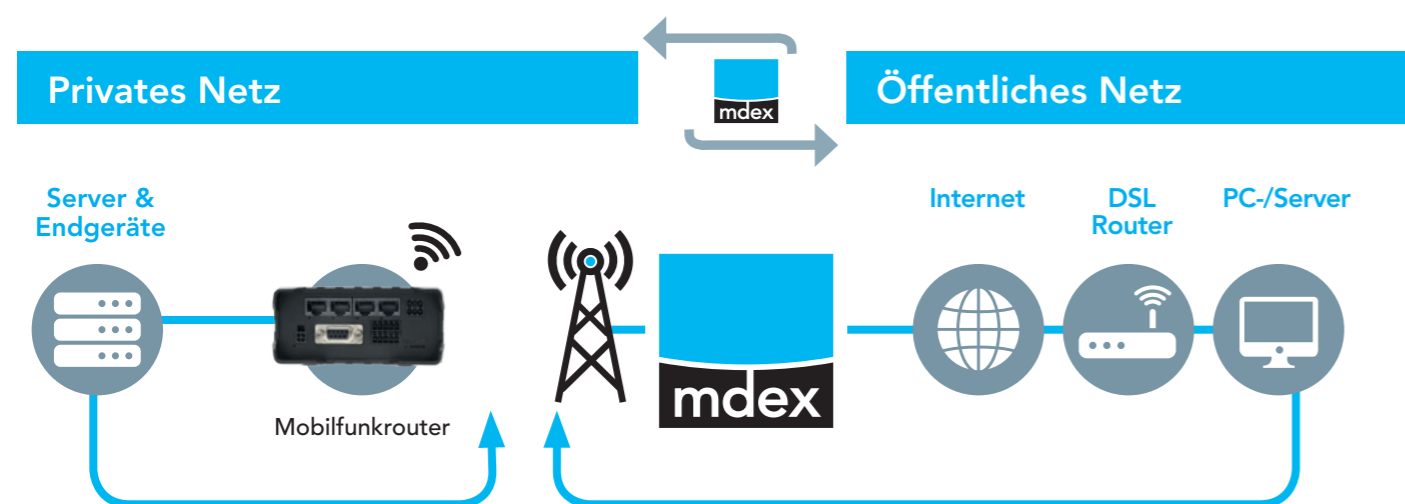 Privates Netz
mdex
Öffentliches Netz
Server &
Endgeräte
Internet
DSL
Router
PC-/Server
mdex
Mobilfunkrouter